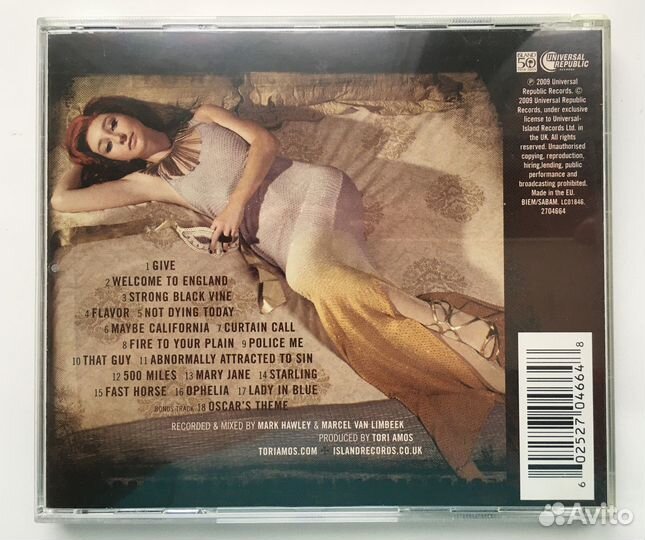 ISLAND 50
UNIVERSAL
REPUBLIC
RECORDS
℗ 2009 Universal
Republic Records. ©
2009 Universal Republic
Records, under exclusive
license to Universal-
Island Records Ltd. in
the UK. All rights
reserved. Unauthorised
copying, reproduction,
hiring,lending, public
performance and
broadcasting prohibited.
Made in the EU.
BIEM/SABAM. LC01846.
2704664
1 GIVE
2 WELCOME TO ENGLAND
3 STRONG BLACK VINE
4 FLAVOR 5 NOT DYING TODAY
6 MAYBE CALIFORNIA 7 CURTAIN CALL
8 FIRE TO YOUR PLAIN 9 POLICE ME
10 THAT GUY 11 ABNORMALLY ATTRACTED TO SIN
12 500 MILES 13 MARY JANE 14 STARLING
15 FAST HORSE 16 OPHELIA 17 LADY IN BLUE
BONUS TRACK 18 OSCAR'S THEME
RECORDED & MIXED BY MARK HAWLEY & MARCEL VAN LIMBEEK
PRODUCED BY TORI AMOS
TORIAMOS.COM + ISLANDRECORDS.CO.UK
6 02527 04664 8
Avito